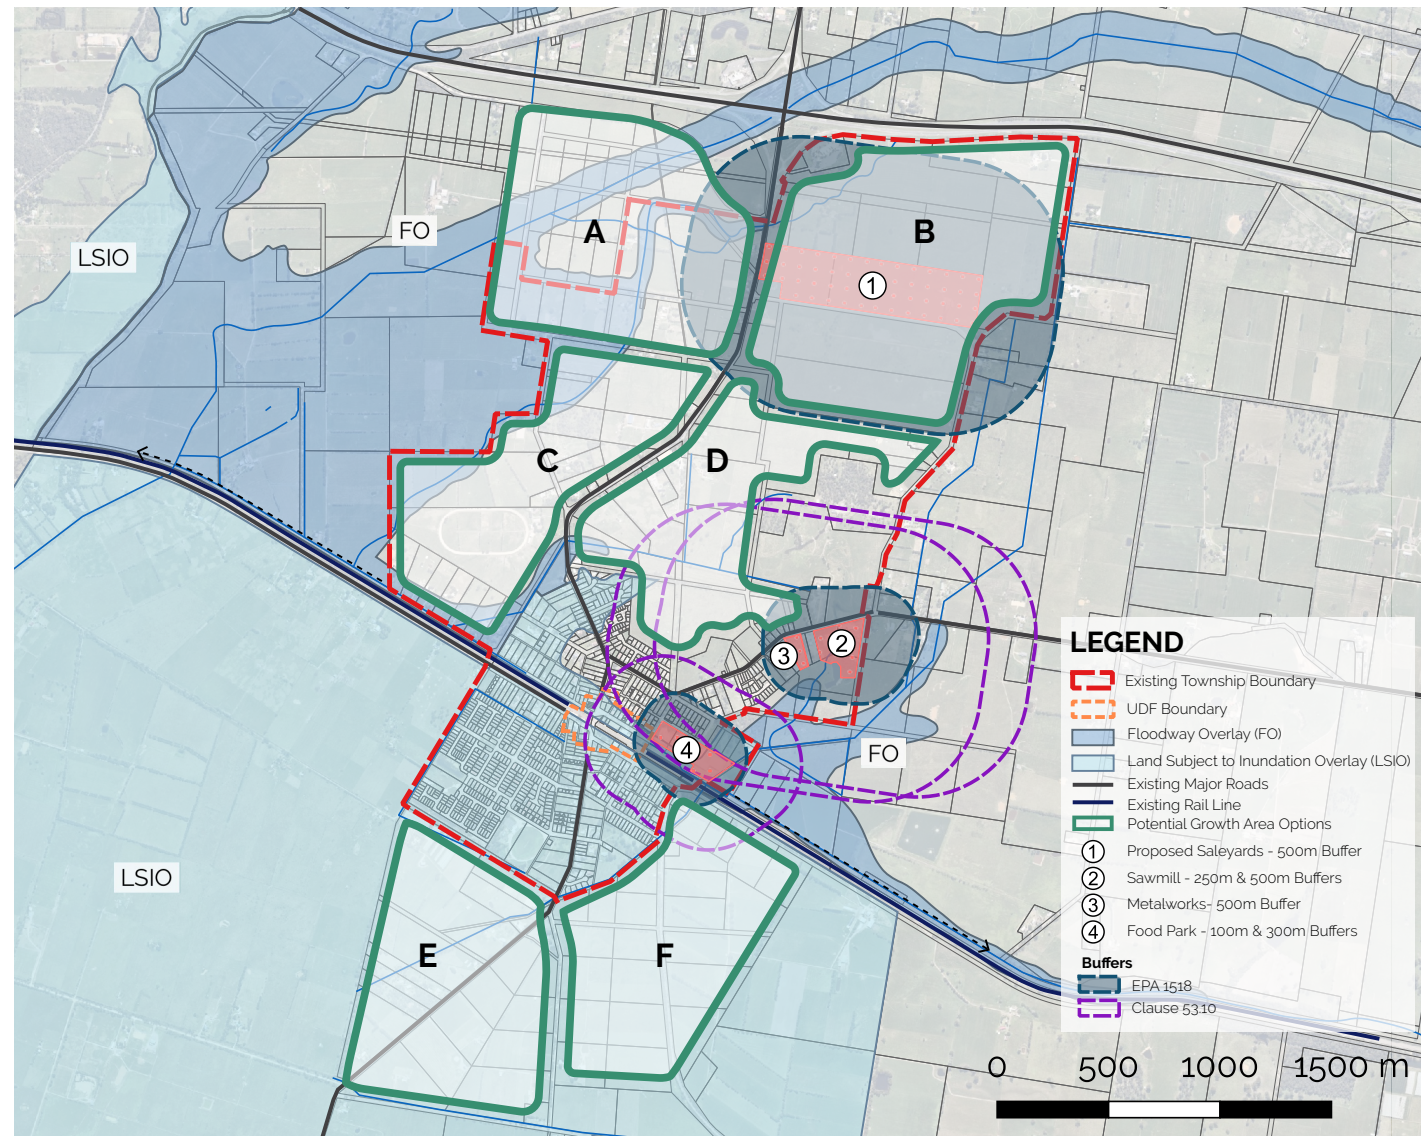 A
B
FO
LSIO
1
C
D
2
3
4
FO
LSIO
E
F
LEGEND
Existing Township Boundary
UDF Boundary
Floodway Overlay (FO)
Land Subject to Inundation Overlay (LSIO)
Existing Major Roads
Existing Rail Line
Potential Growth Area Options
1 Proposed Saleyards - 500m Buffer
2 Sawmill - 250m & 500m Buffers
3 Metalworks- 500m Buffer
4 Food Park - 100m & 300m Buffers
Buffers
EPA 1518
Clause 53.10
0 500 1000 1500 m